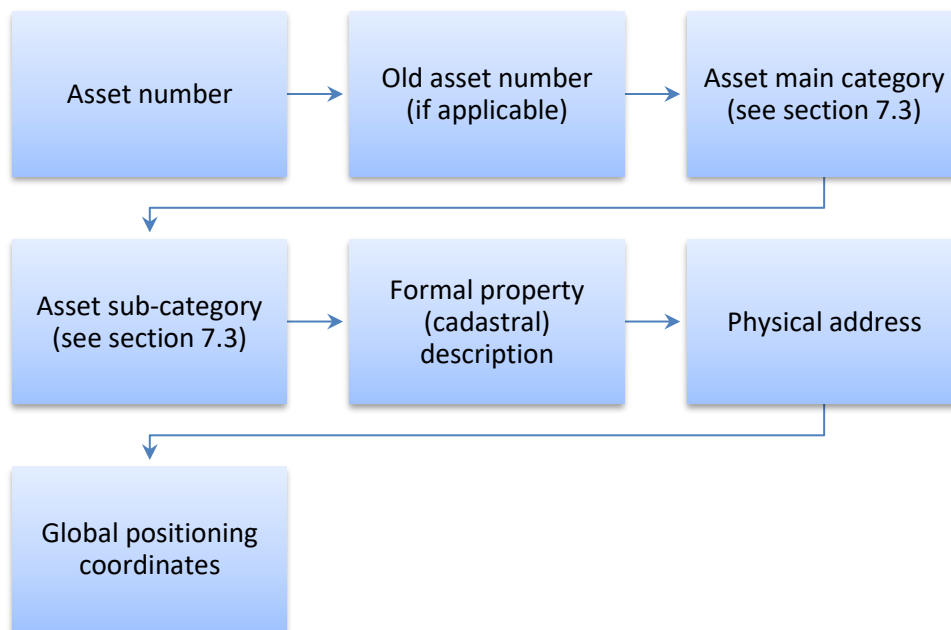 Asset number
Old asset number
(if applicable)
Asset main category
(see section 7.3)
Asset sub-category
(see section 7.3)
Formal property
(cadastral)
description
Physical address
Global positioning
coordinates